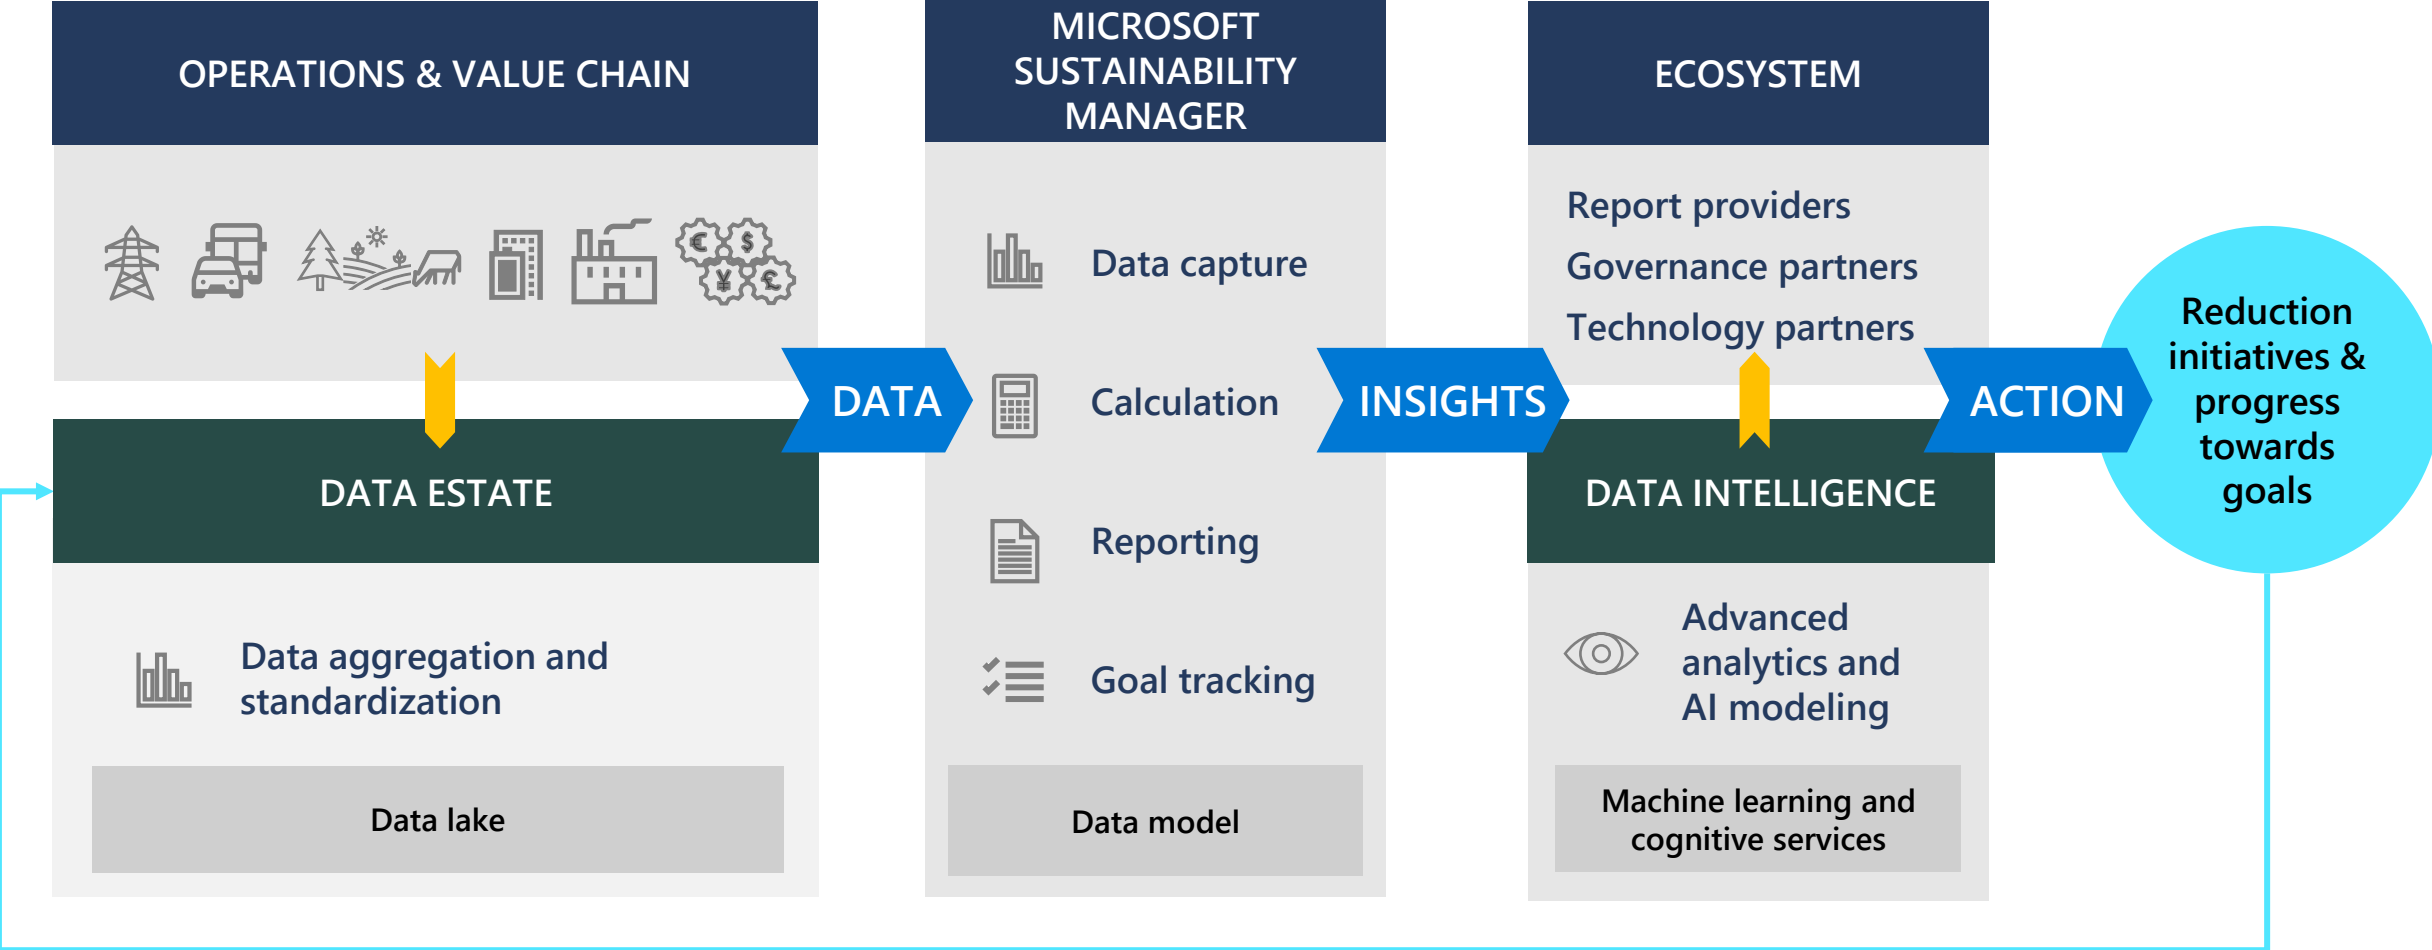 OPERATIONS & VALUE CHAIN
€ $
¥ £
DATA ESTATE
Data aggregation and
standardization
Data lake
DATA
MICROSOFT
SUSTAINABILITY
MANAGER
Data capture
Calculation
Reporting
Goal tracking
Data model
INSIGHTS
ECOSYSTEM
Report providers
Governance partners
Technology partners
DATA INTELLIGENCE
Advanced
analytics and
AI modeling
Machine learning and
cognitive services
ACTION
Reduction
initiatives &
progress
towards
goals